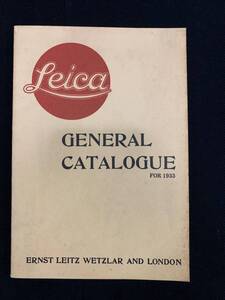 Leica
GENERAL
CATALOGUE
FOR 1933
ERNST LEITZ WETZLAR AND LONDON